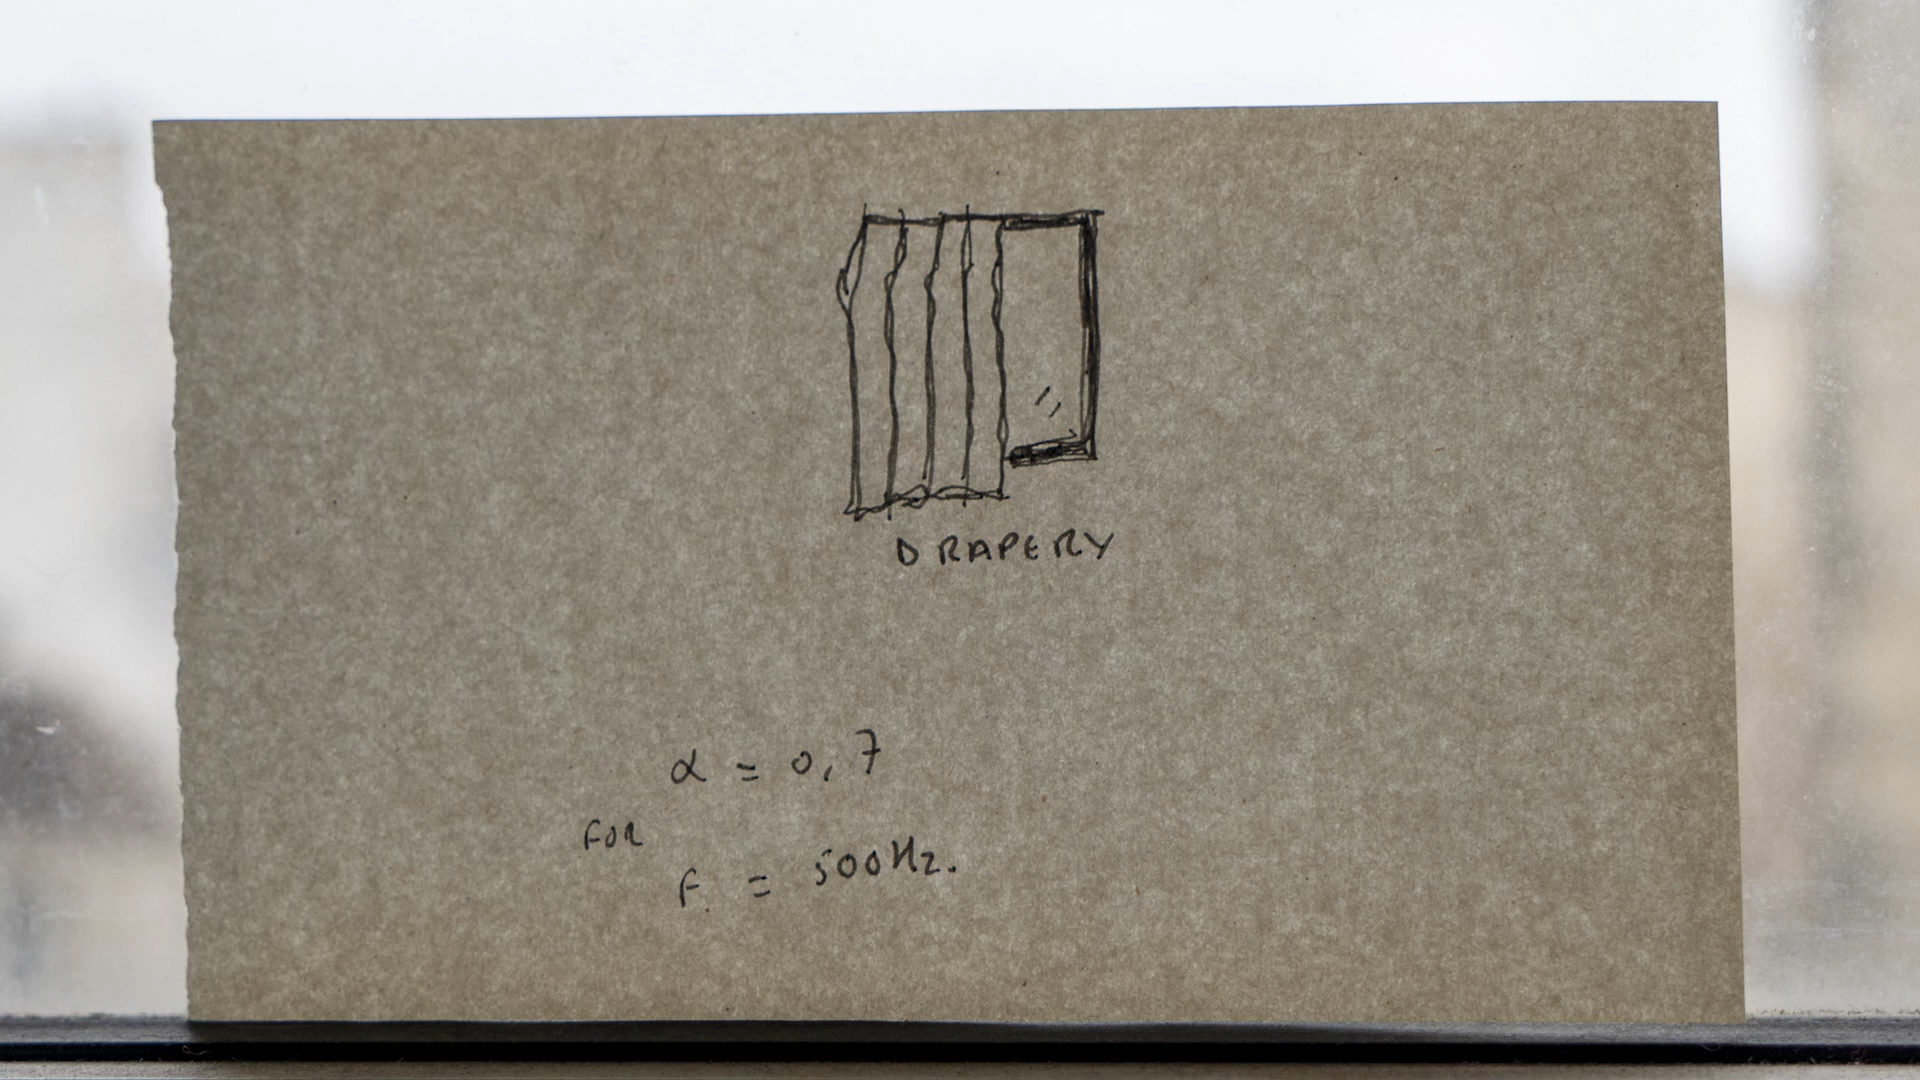 DRAPERY
α = 0,7
FOR
F = 500Hz.